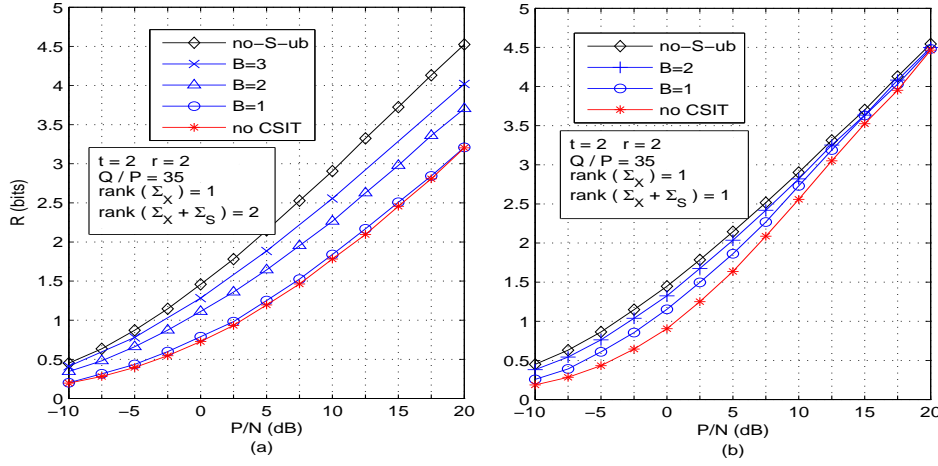 no−S−ub
B=3
B=2
B=1
no CSIT
t = 2 r = 2
Q / P = 35
rank ( Σ_X ) = 1
rank ( Σ_X + Σ_S ) = 2
R (bits)
0
0.5
1
1.5
2
2.5
3
3.5
4
4.5
5
−10
−5
0
5
10
15
20
P/N (dB)
(a)
no−S−ub
B=2
B=1
no CSIT
t = 2 r = 2
Q / P = 35
rank ( Σ_X ) = 1
rank ( Σ_X + Σ_S ) = 1
0
0.5
1
1.5
2
2.5
3
3.5
4
4.5
5
−10
−5
0
5
10
15
20
P/N (dB)
(b)